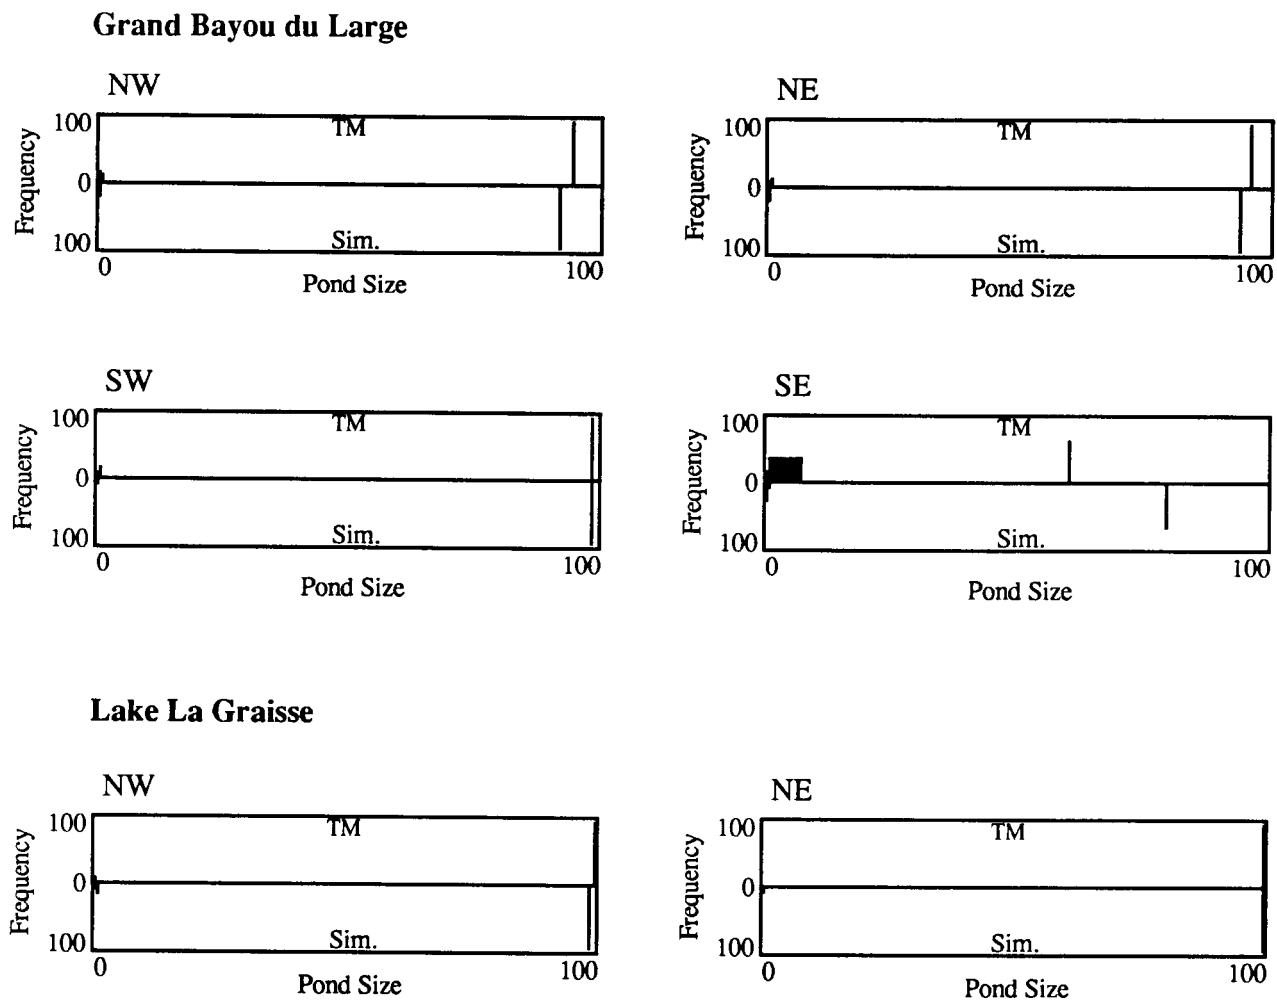 Grand Bayou du Large
NW
100
TM
Frequency
0
100
Sim.
0
100
Pond Size
NE
100
TM
Frequency
0
100
Sim.
0
100
Pond Size
SW
100
TM
Frequency
0
100
Sim.
0
100
Pond Size
SE
100
TM
Frequency
0
100
Sim.
0
100
Pond Size
Lake La Graisse
NW
100
TM
Frequency
0
100
Sim.
0
100
Pond Size
NE
100
TM
Frequency
0
100
Sim.
0
100
Pond Size